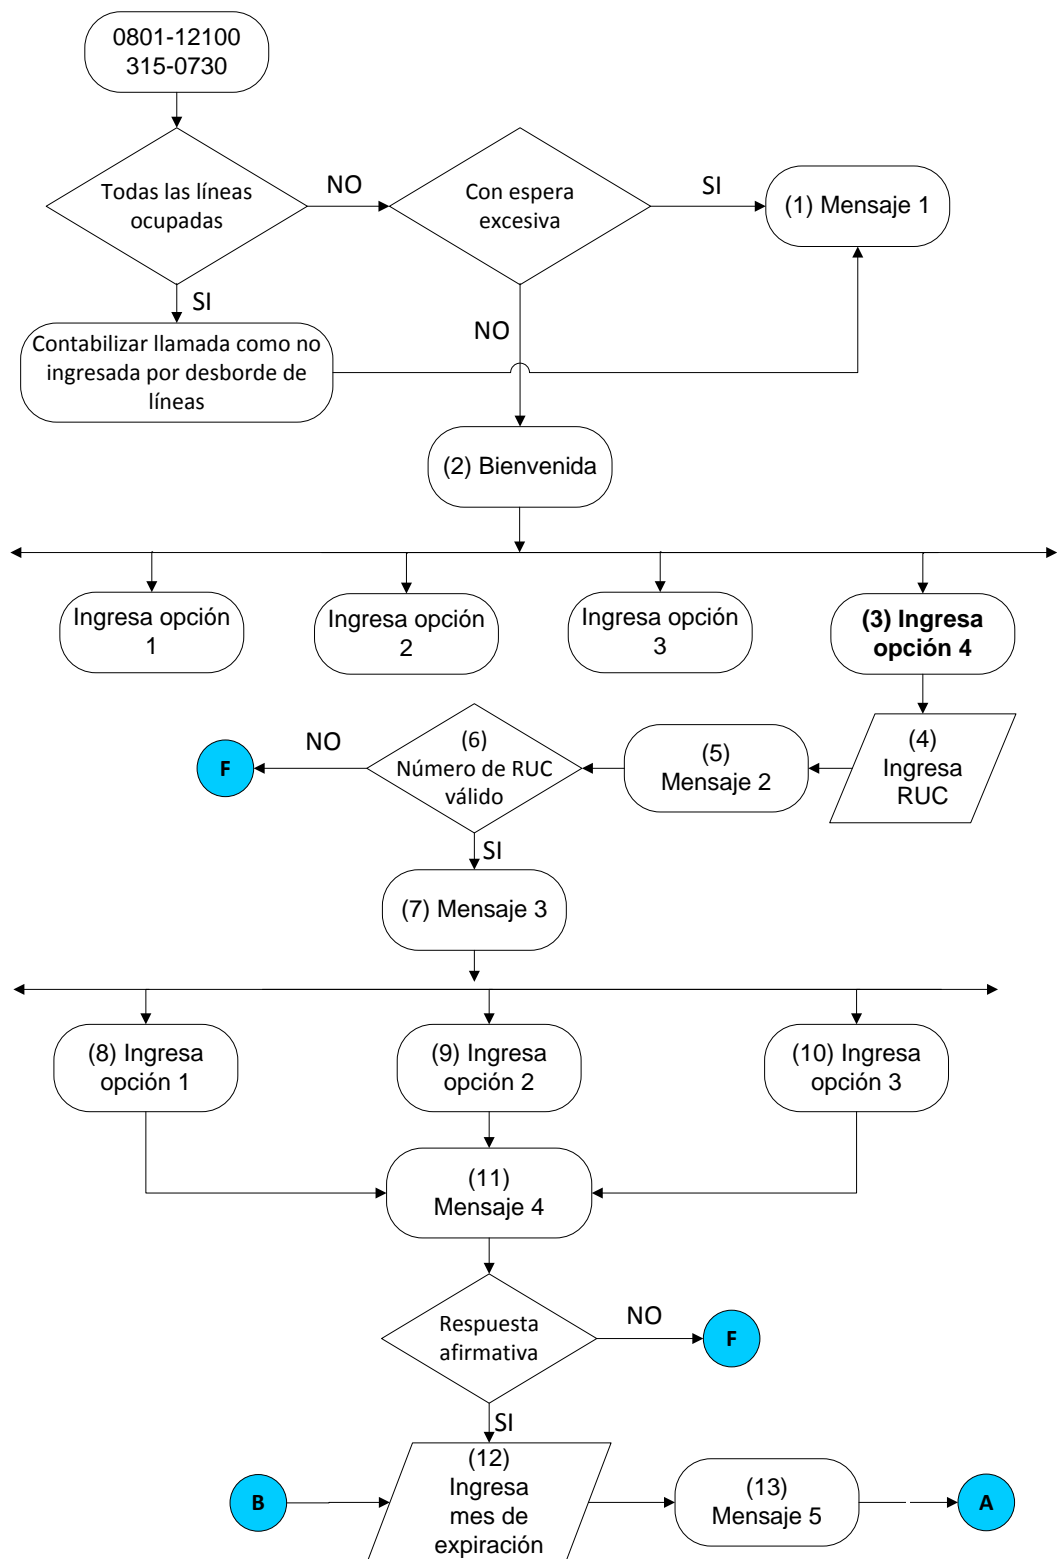 0801-12100
315-0730
Todas las líneas
ocupadas
NO
Con espera
excesiva
SI
(1) Mensaje 1
SI
NO
Contabilizar llamada como no
ingresada por desborde de
líneas
(2) Bienvenida
Ingresa opción
1
Ingresa opción
2
Ingresa opción
3
(3) Ingresa
opción 4
F
NO
(6)
Número de RUC
válido
(5)
Mensaje 2
(4)
Ingresa
RUC
SI
(7) Mensaje 3
(8) Ingresa
opción 1
(9) Ingresa
opción 2
(10) Ingresa
opción 3
(11)
Mensaje 4
Respuesta
afirmativa
NO
F
SI
B
(12)
Ingresa
mes de
expiración
(13)
Mensaje 5
A